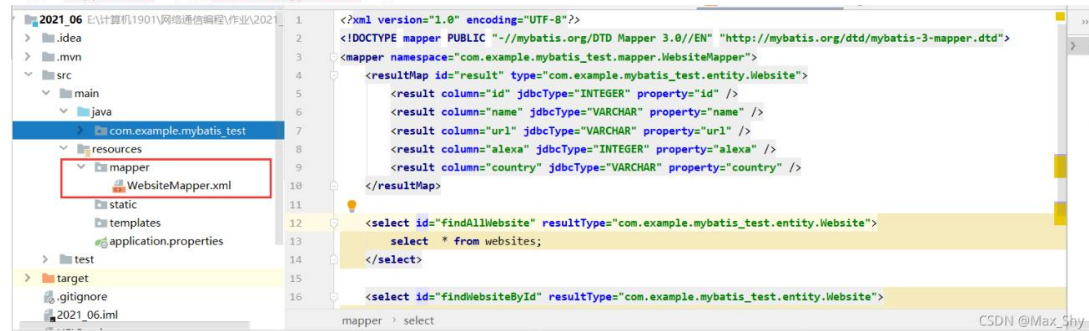 2021_06 E:\计算机1901\网络通信编程\作业\2021_
.idea
.mvn
src
main
java
com.example.mybatis_test
resources
mapper
WebsiteMapper.xml
static
templates
application.properties
test
target
.gitignore
2021_06.iml
1 <?xml version="1.0" encoding="UTF-8"?>
2 <!DOCTYPE mapper PUBLIC "-//mybatis.org/DTD Mapper 3.0//EN" "http://mybatis.org/dtd/mybatis-3-mapper.dtd">
3 <mapper namespace="com.example.mybatis_test.mapper.WebsiteMapper">
4 <resultMap id="result" type="com.example.mybatis_test.entity.Website">
5 <result column="id" jdbcType="INTEGER" property="id" />
6 <result column="name" jdbcType="VARCHAR" property="name" />
7 <result column="url" jdbcType="VARCHAR" property="url" />
8 <result column="alexa" jdbcType="INTEGER" property="alexa" />
9 <result column="country" jdbcType="VARCHAR" property="country" />
10 </resultMap>
11
12 <select id="findAllWebsite" resultType="com.example.mybatis_test.entity.Website">
13 select * from websites;
14 </select>
15
16 <select id="findWebsiteById" resultType="com.example.mybatis_test.entity.Website">
mapper > select
CSDN @Max_Shy